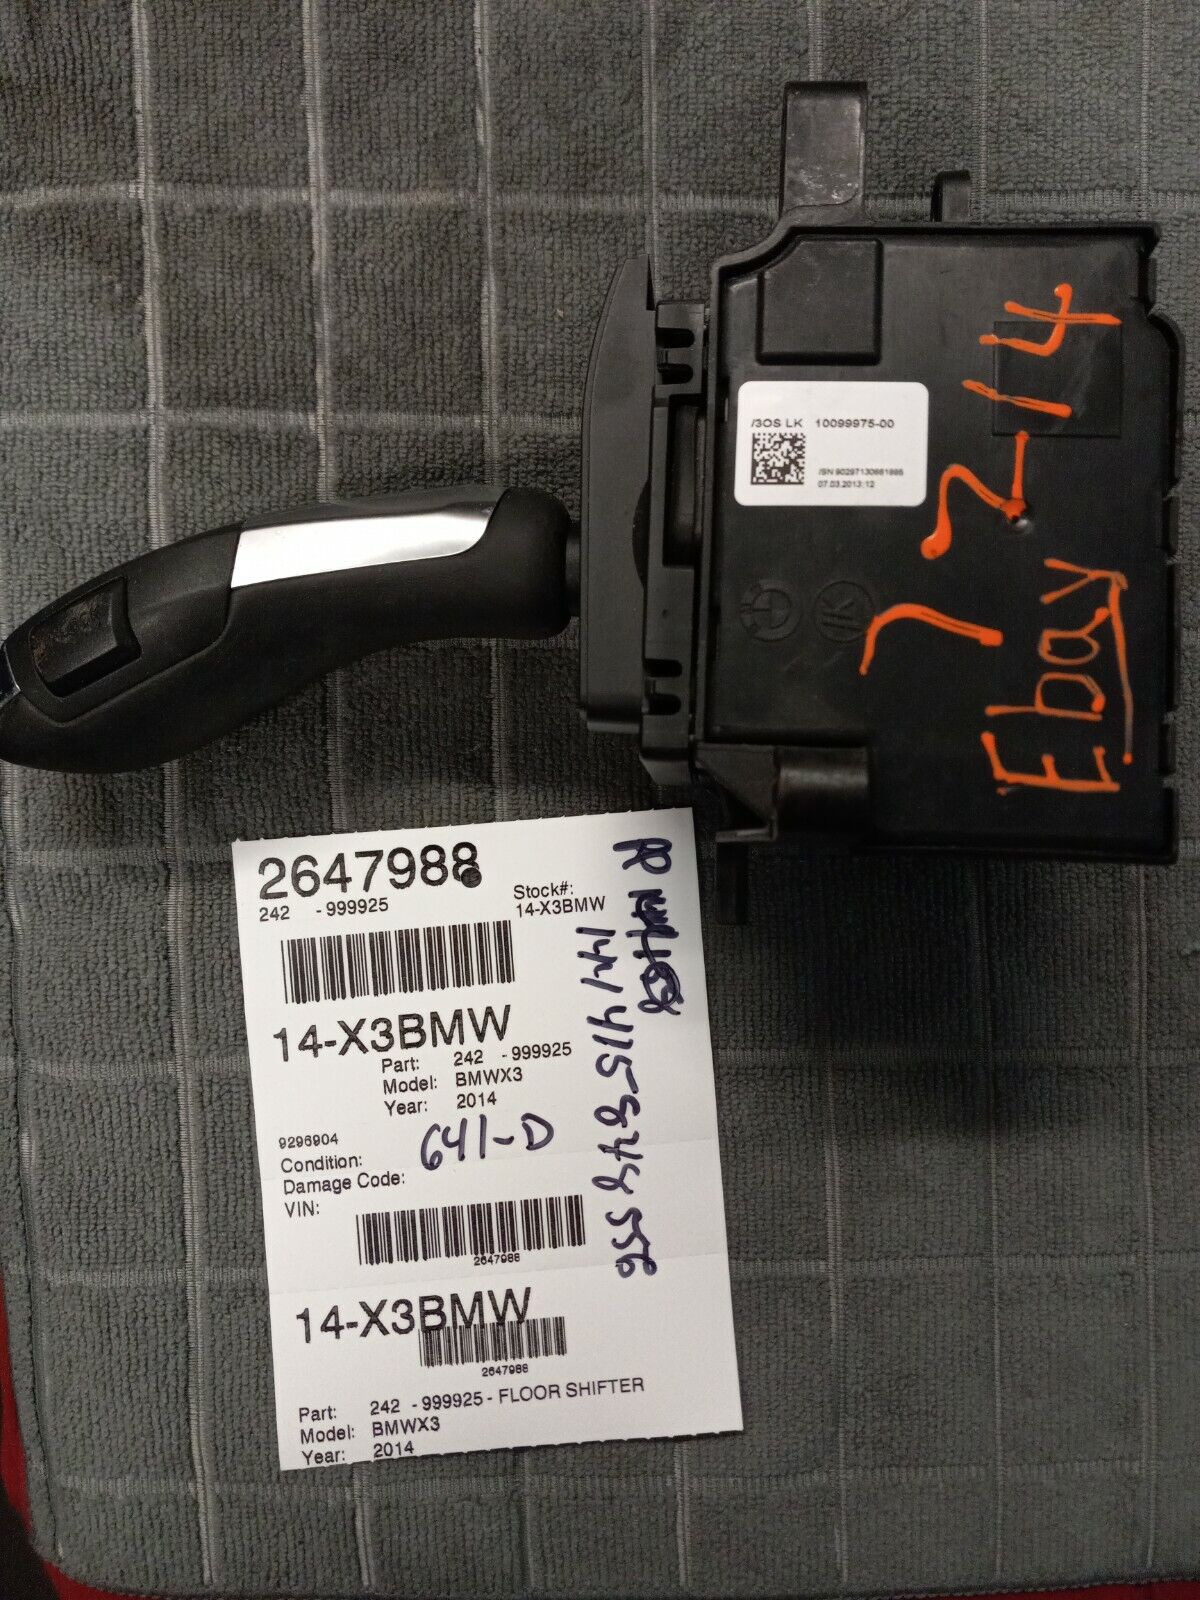 /3OS LK 10099975-00
/SN 90297130661886
07.03.2013; 12
7 2-14
Ebay
2647988
242 -999925
Stock#:
14-X3BMW
14-X3BMW
Part: 242 -999925
Model: BMWX3
Year: 2014
9296904
Condition:
641-D
Damage Code:
VIN:
2647988
14-X3BMW
2647988
Part: 242 -999925 - FLOOR SHIFTER
Model: BMWX3
Year: 2014